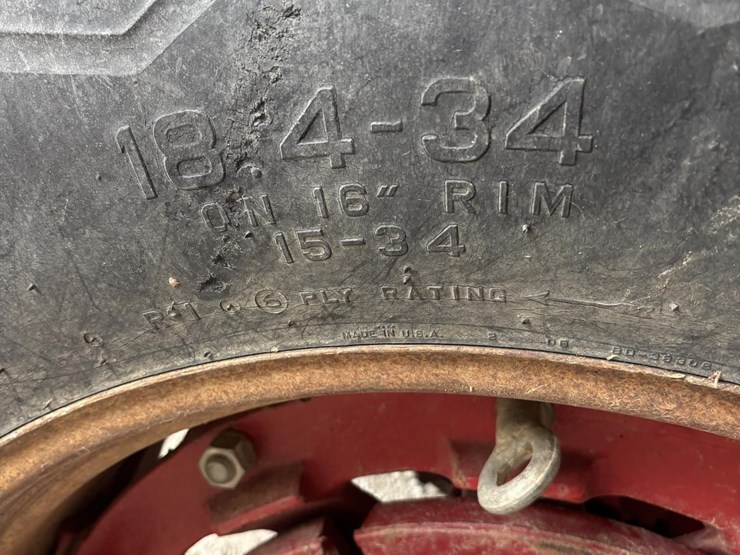 18.4-34
ON 16" RIM
15-34
R-1 6 PLY RATING
MADE IN U.S.A.